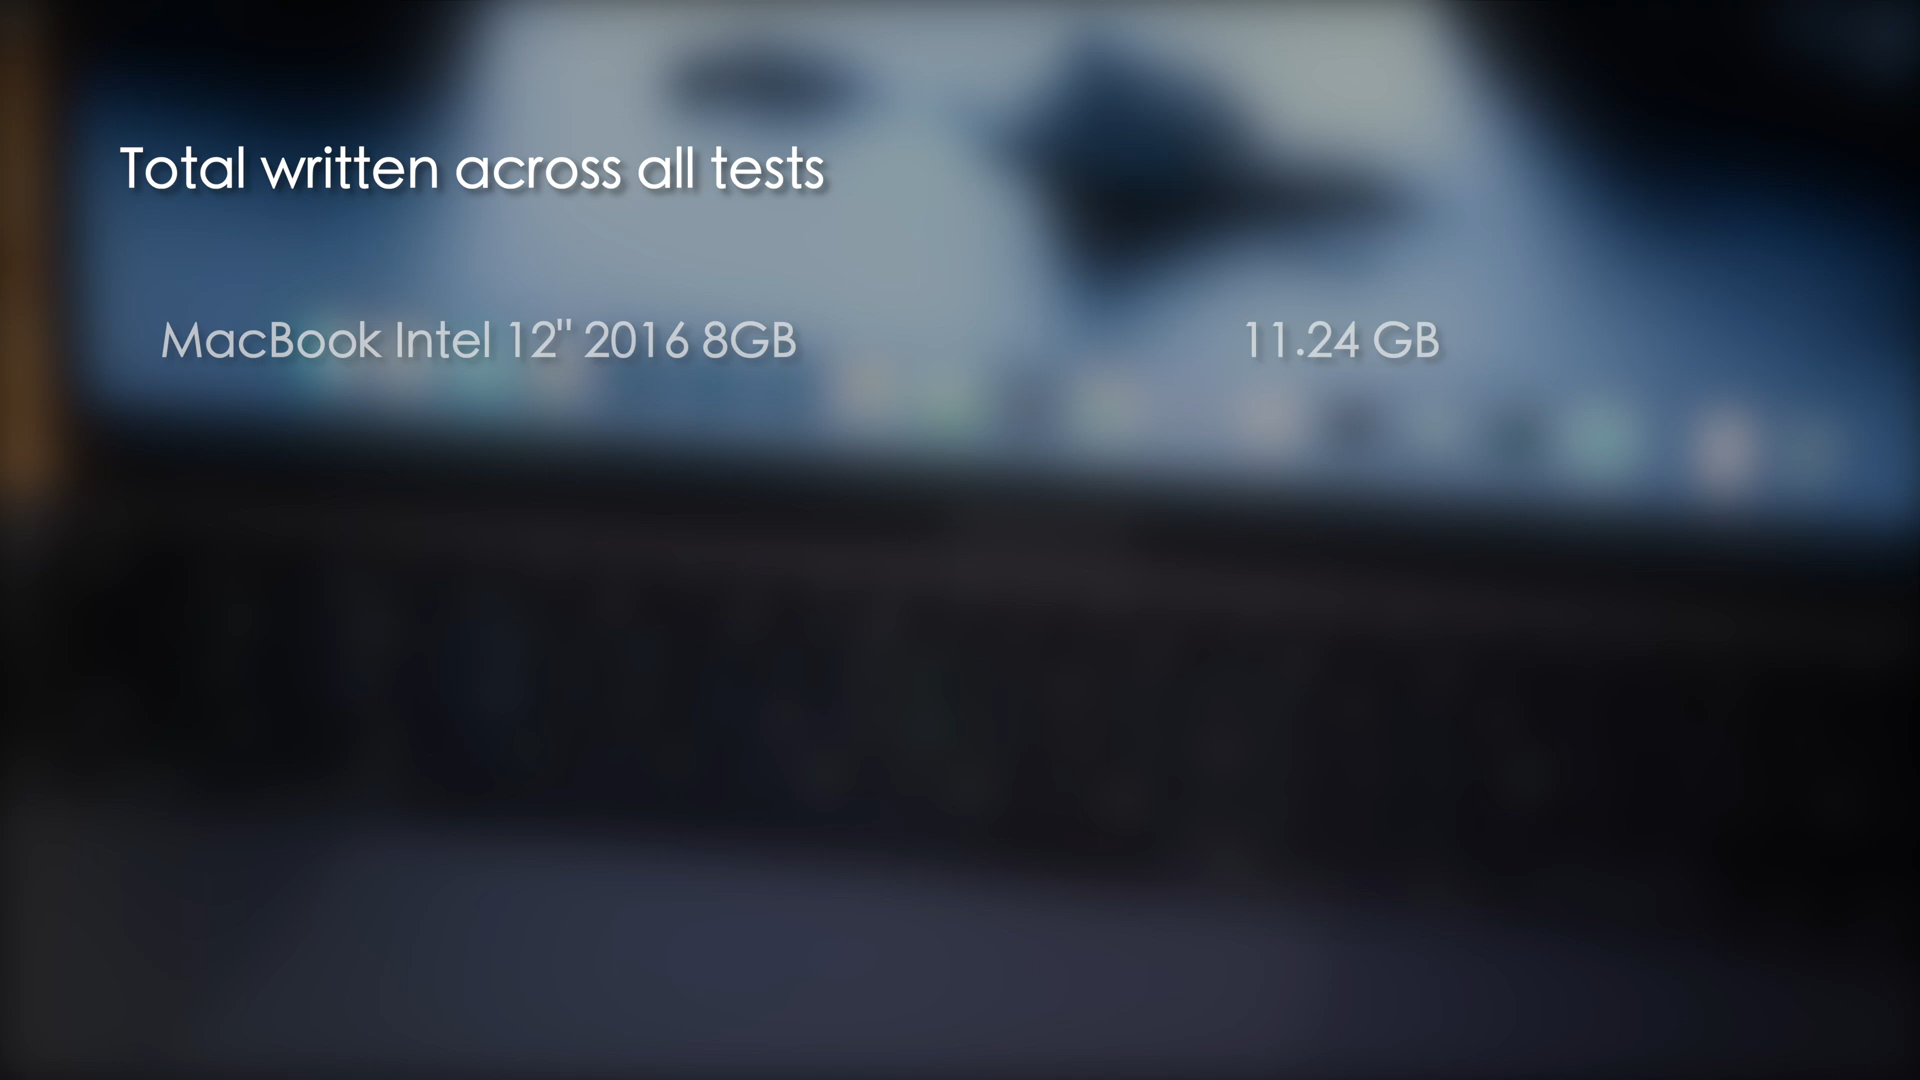 Total written across all tests
MacBook Intel 12" 2016 8GB 11.24 GB